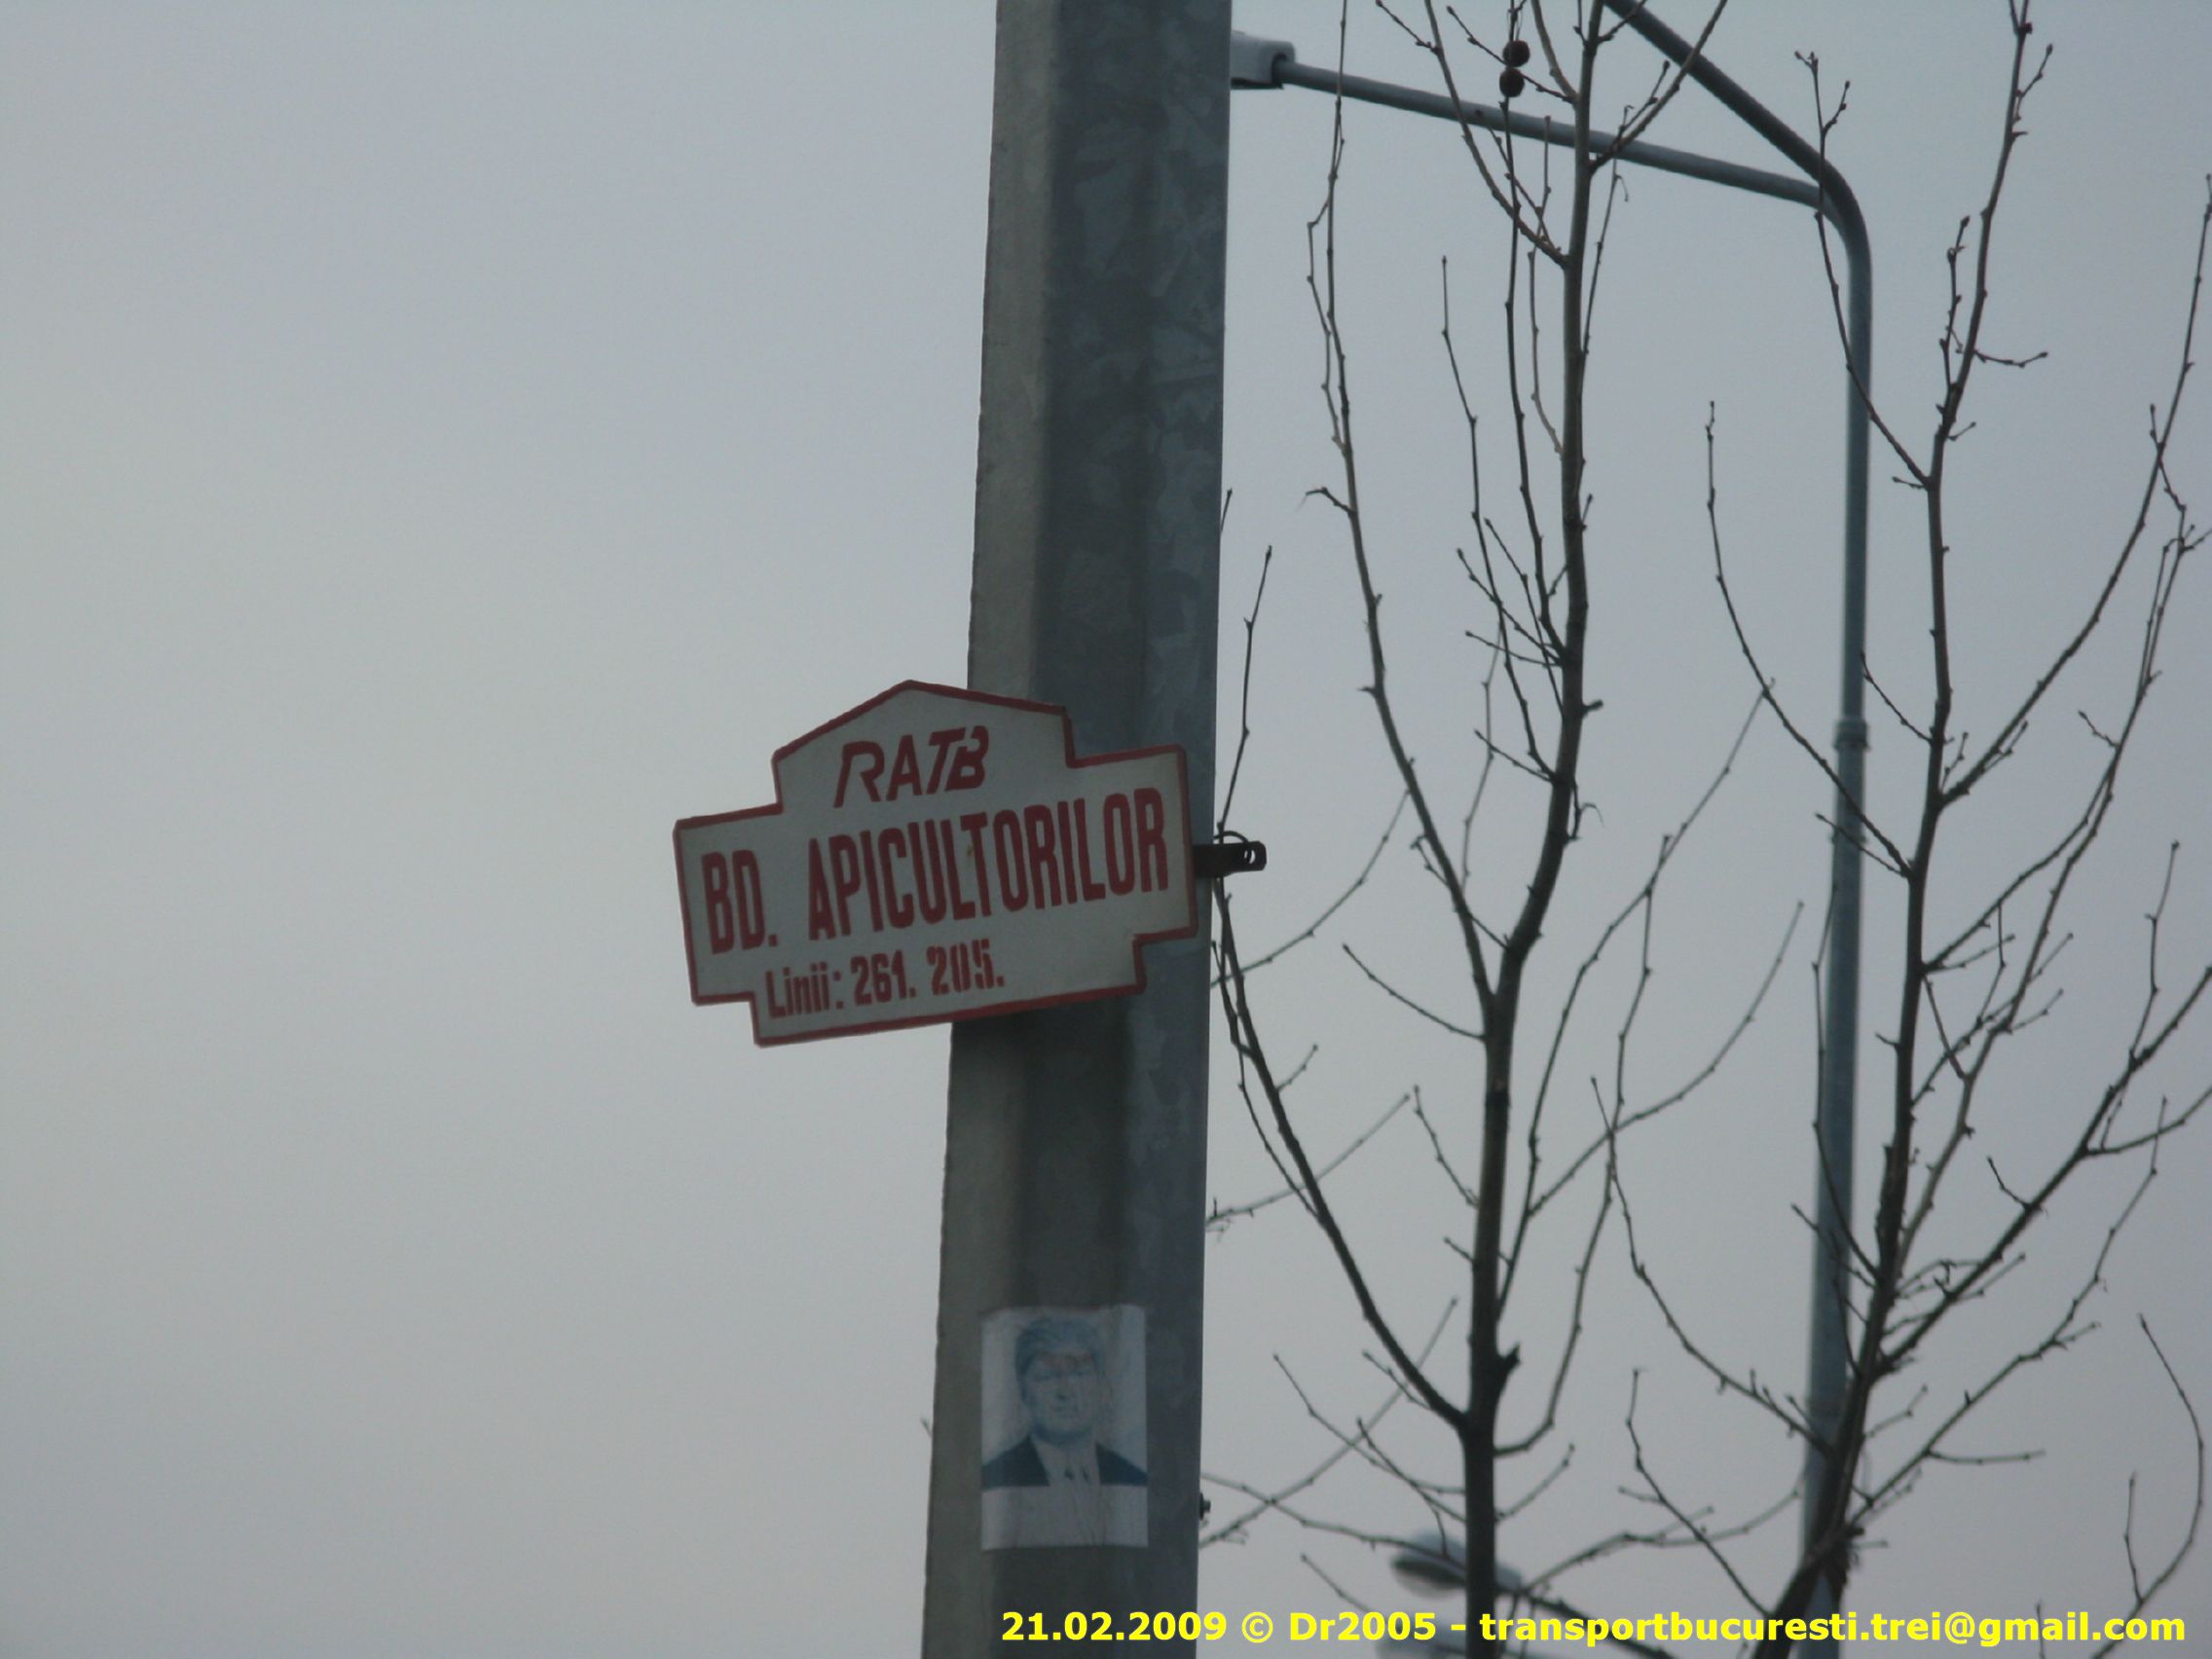 RATB
BD. APICULTORILOR
Linii: 261. 205.
21.02.2009 © Dr2005 - transportbucuresti.trei@gmail.com